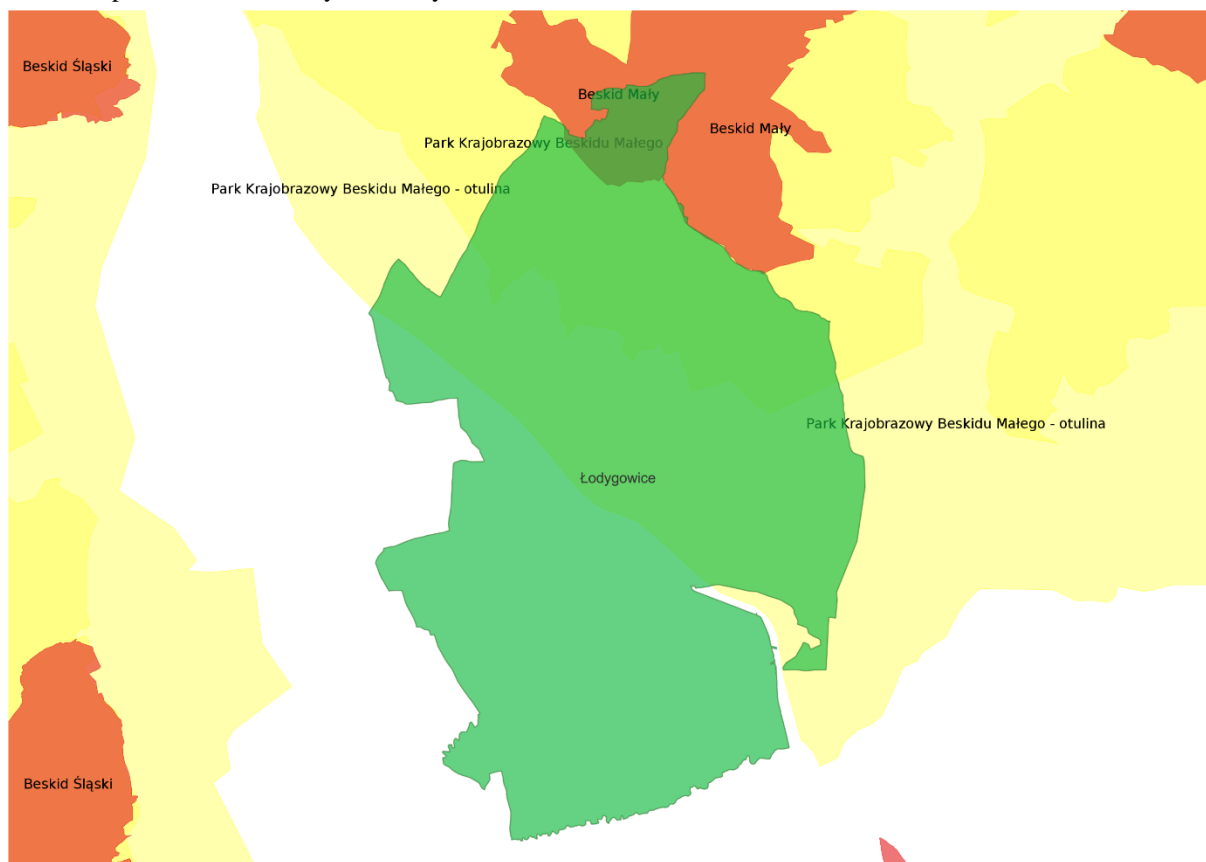 Beskid Śląski
Beskid Mały
Beskid Mały
Park Krajobrazowy Beskidu Małego
Park Krajobrazowy Beskidu Małego - otulina
Park Krajobrazowy Beskidu Małego - otulina
Łodygowice
Beskid Śląski